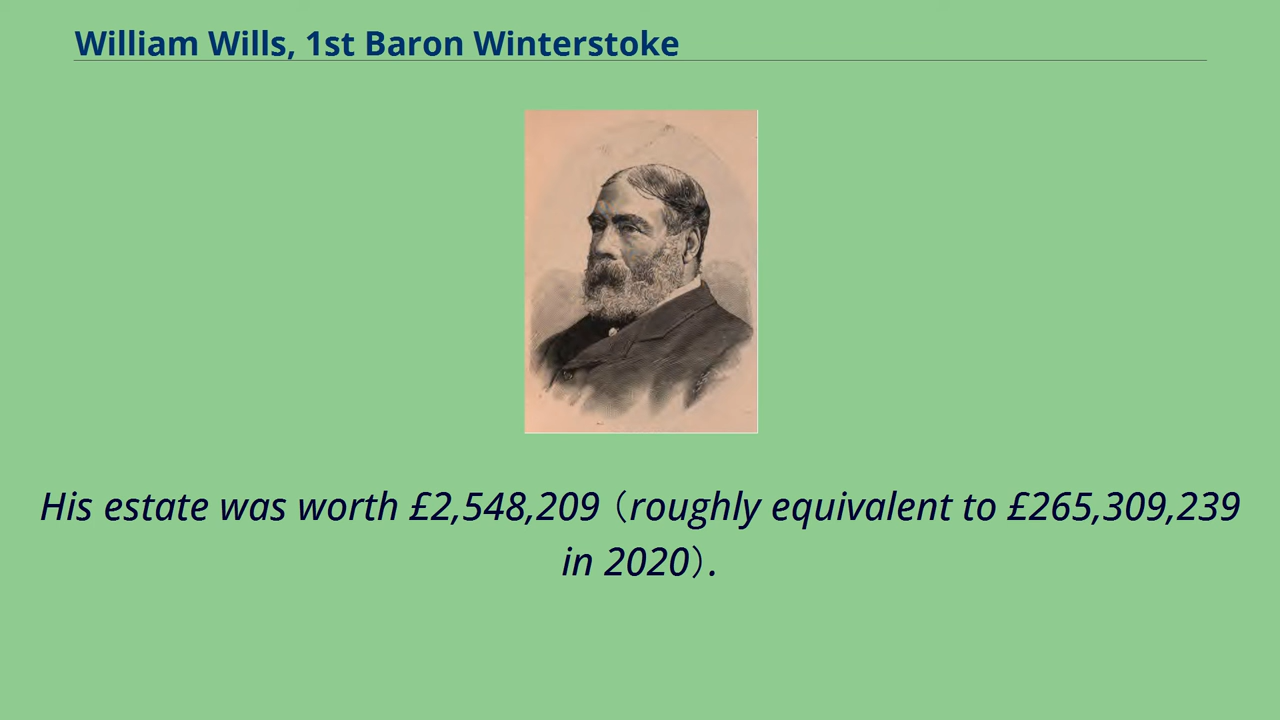 William Wills, 1st Baron Winterstoke
His estate was worth £2,548,209（roughly equivalent to £265,309,239
in 2020）.